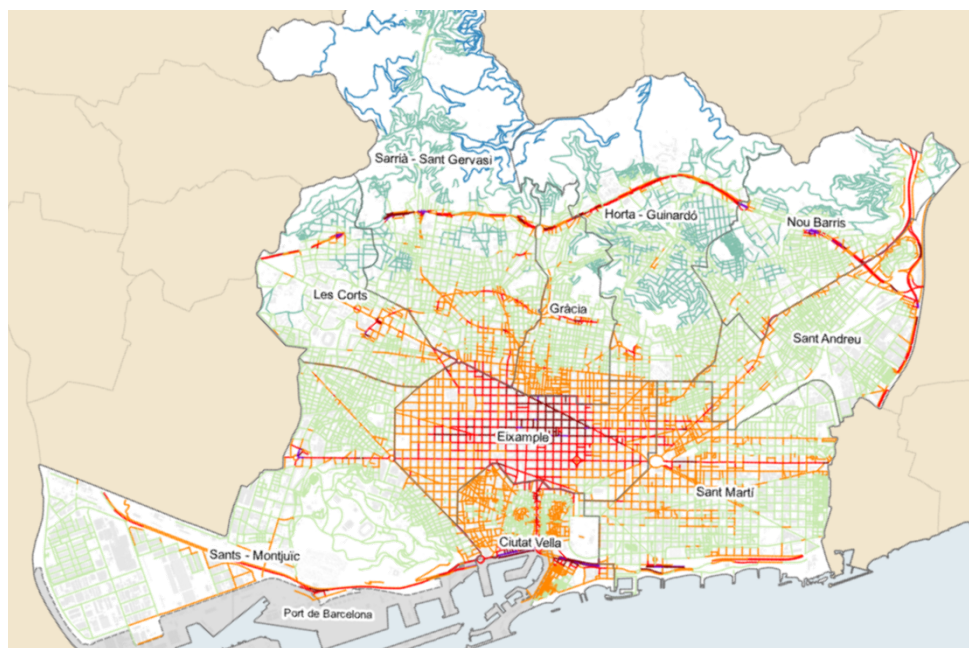 Sarrià - Sant Gervasi
Horta - Guinardó
Nou Barris
Les Corts
Gràcia
Sant Andreu
Eixample
Sant Martí
Ciutat Vella
Sants - Montjuïc
Port de Barcelona